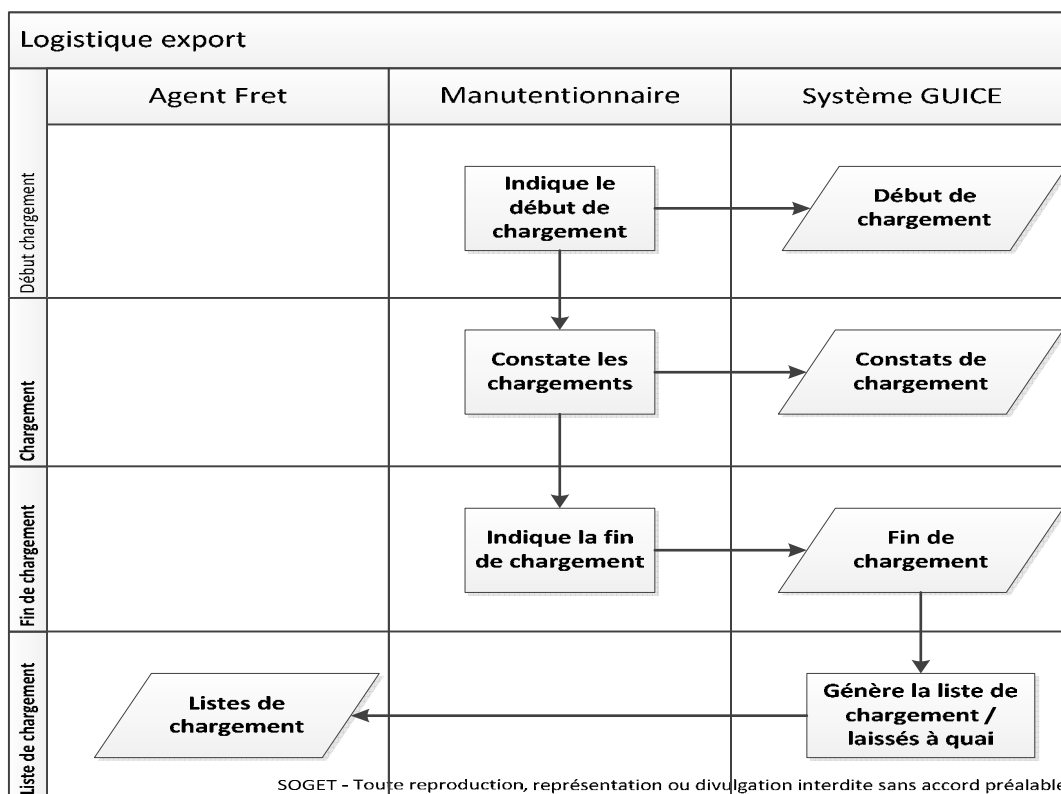 Logistique export
Agent Fret
Manutentionnaire
Système GUICE
Début chargement
Indique le
début de
chargement
Début de
chargement
Chargement
Constate les
chargements
Constats de
chargement
Fin de chargement
Indique la fin
de chargement
Fin de
chargement
Liste de chargement
Listes de
chargement
Génère la liste de
chargement /
laissés à quai
SOGET - Toute reproduction, représentation ou divulgation interdite sans accord préalable